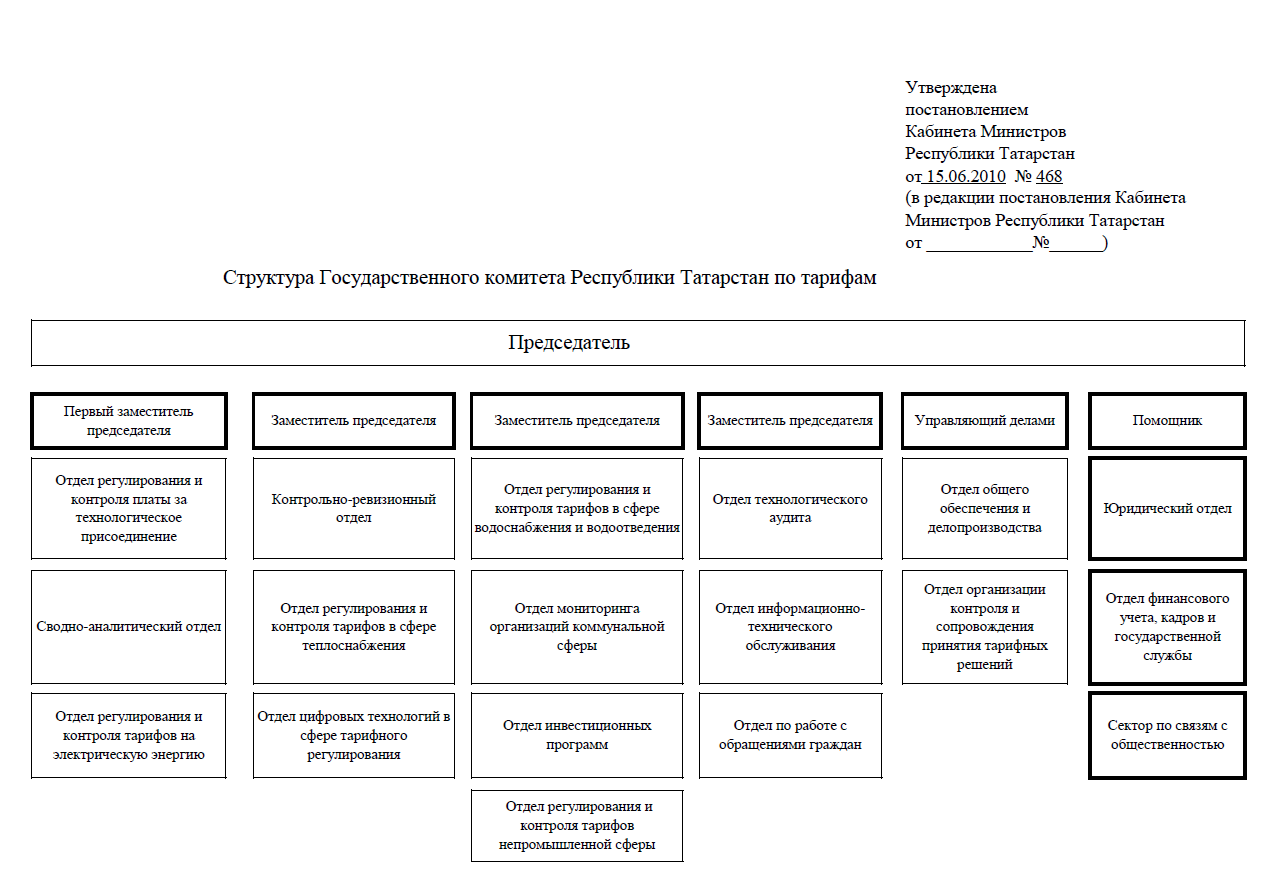 Утверждена
постановлением
Кабинета Министров
Республики Татарстан
от 15.06.2010 № 468
(в редакции постановления Кабинета
Министров Республики Татарстан
от ____________№______)
Структура Государственного комитета Республики Татарстан по тарифам
Председатель
Первый заместитель
председателя
Заместитель председателя
Заместитель председателя
Заместитель председателя
Управляющий делами
Помощник
Отдел регулирования и
контроля платы за
технологическое
присоединение
Контрольно-ревизионный
отдел
Отдел регулирования и
контроля тарифов в сфере
водоснабжения и водоотведения
Отдел технологического
аудита
Отдел общего
обеспечения и
делопроизводства
Юридический отдел
Сводно-аналитический отдел
Отдел регулирования и
контроля тарифов в сфере
теплоснабжения
Отдел мониторинга
организаций коммунальной
сферы
Отдел информационно-
технического
обслуживания
Отдел организации
контроля и
сопровождения
принятия тарифных
решений
Отдел финансового
учета, кадров и
государственной
службы
Отдел регулирования и
контроля тарифов на
электрическую энергию
Отдел цифровых технологий в
сфере тарифного
регулирования
Отдел инвестиционных
программ
Отдел по работе с
обращениями граждан
Сектор по связям с
общественностью
Отдел регулирования и
контроля тарифов
непромышленной сферы